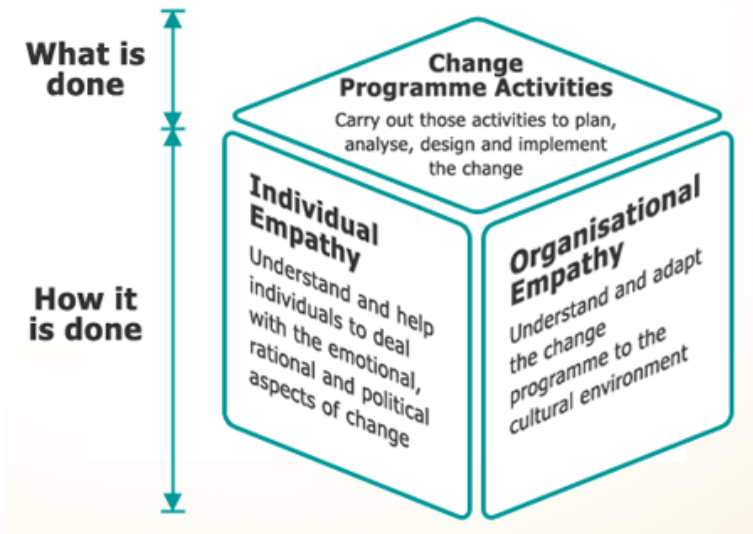 What is
done
Change
Programme Activities
Carry out those activities to plan,
analyse, design and implement
the change
How it
is done
Individual
Empathy
Understand and help
individuals to deal
with the emotional,
rational and political
aspects of change
Organisational
Empathy
Understand and adapt
the change
programme to the
cultural environment